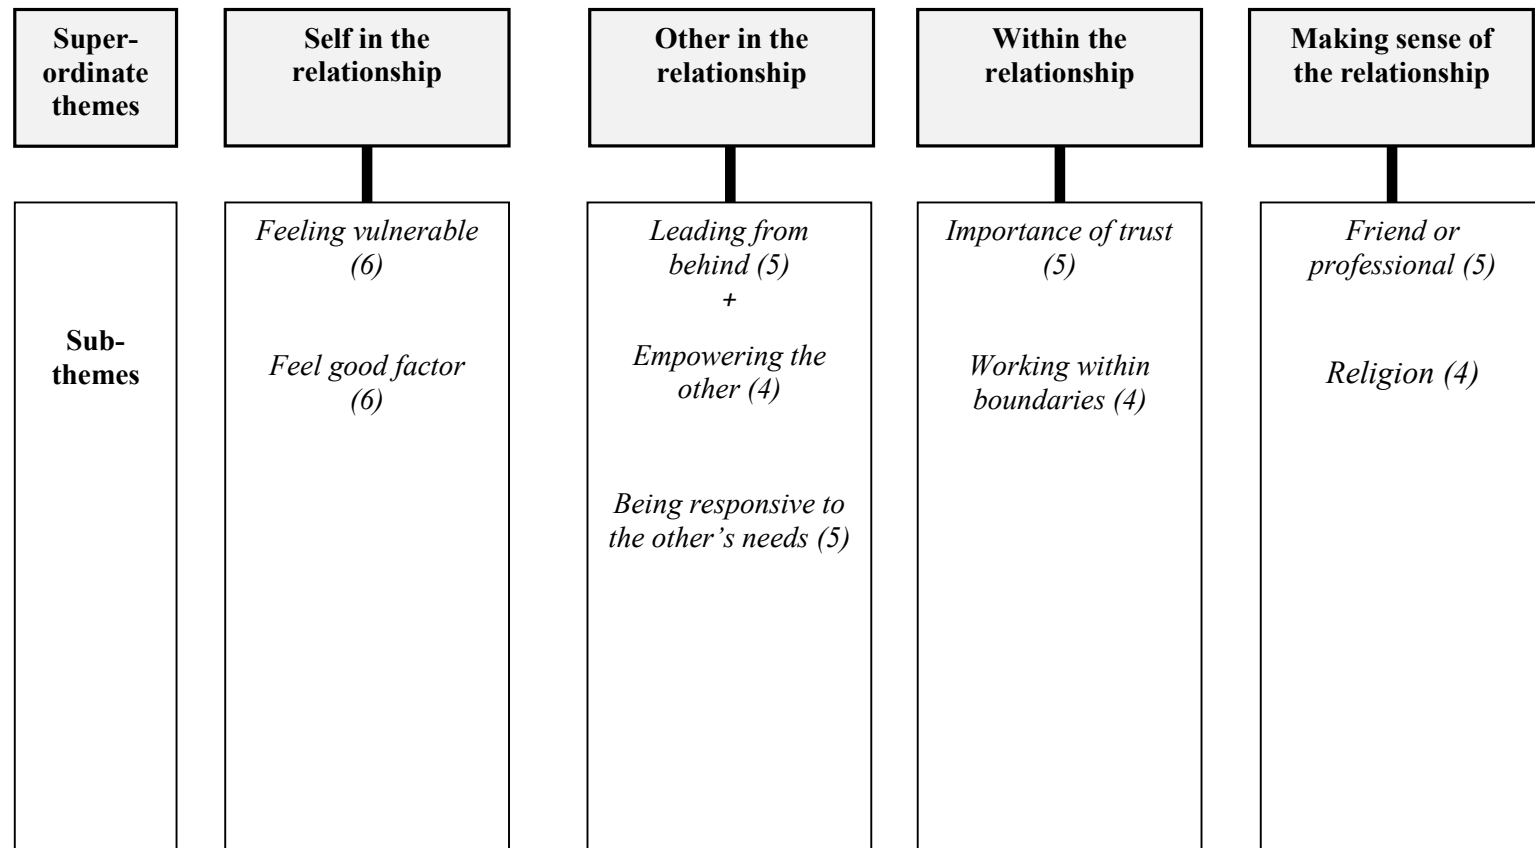 Super-
ordinate
themes
Self in the
relationship
Other in the
relationship
Within the
relationship
Making sense of
the relationship
Sub-
themes
Feeling vulnerable
(6)
Feel good factor
(6)
Leading from
behind (5)
+
Empowering the
other (4)
Being responsive to
the other’s needs (5)
Importance of trust
(5)
Working within
boundaries (4)
Friend or
professional (5)
Religion (4)